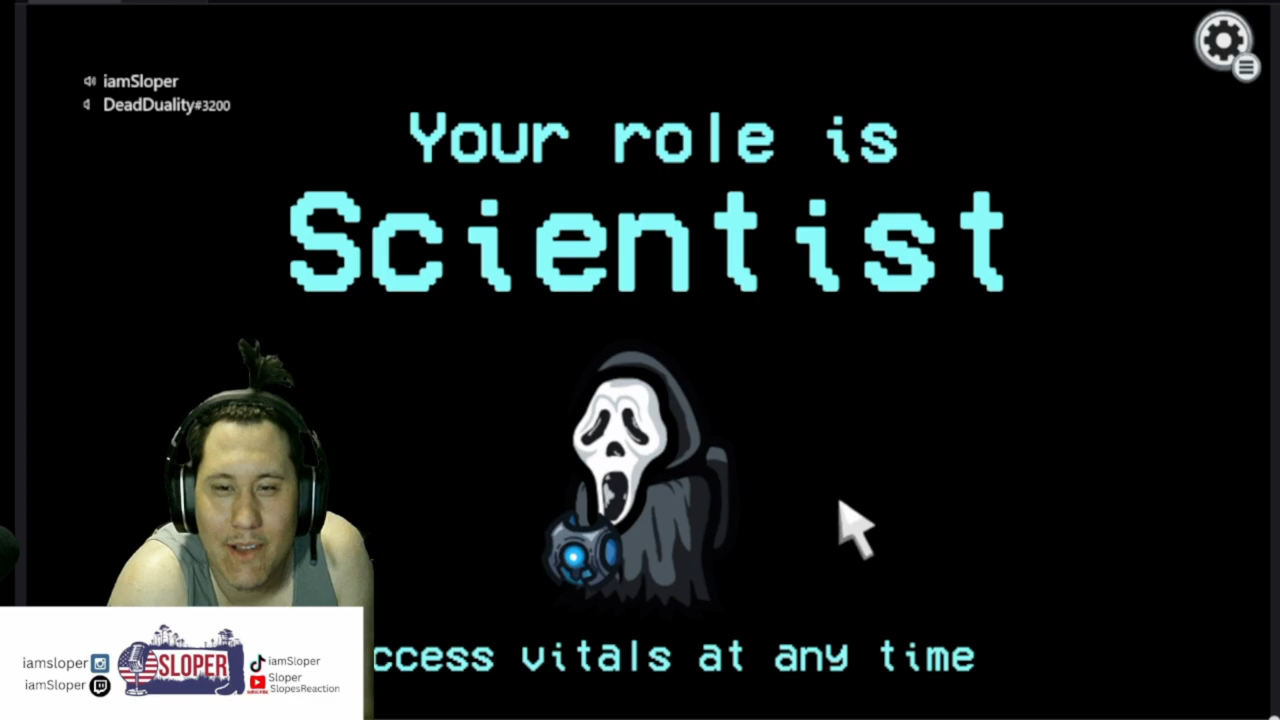 iamSloper
DeadDuality#3200
Your role is
Scientist
ccess vitals at any time
iamsloper
iamSloper
SLOPER
iamSloper
Sloper
SlopesReaction